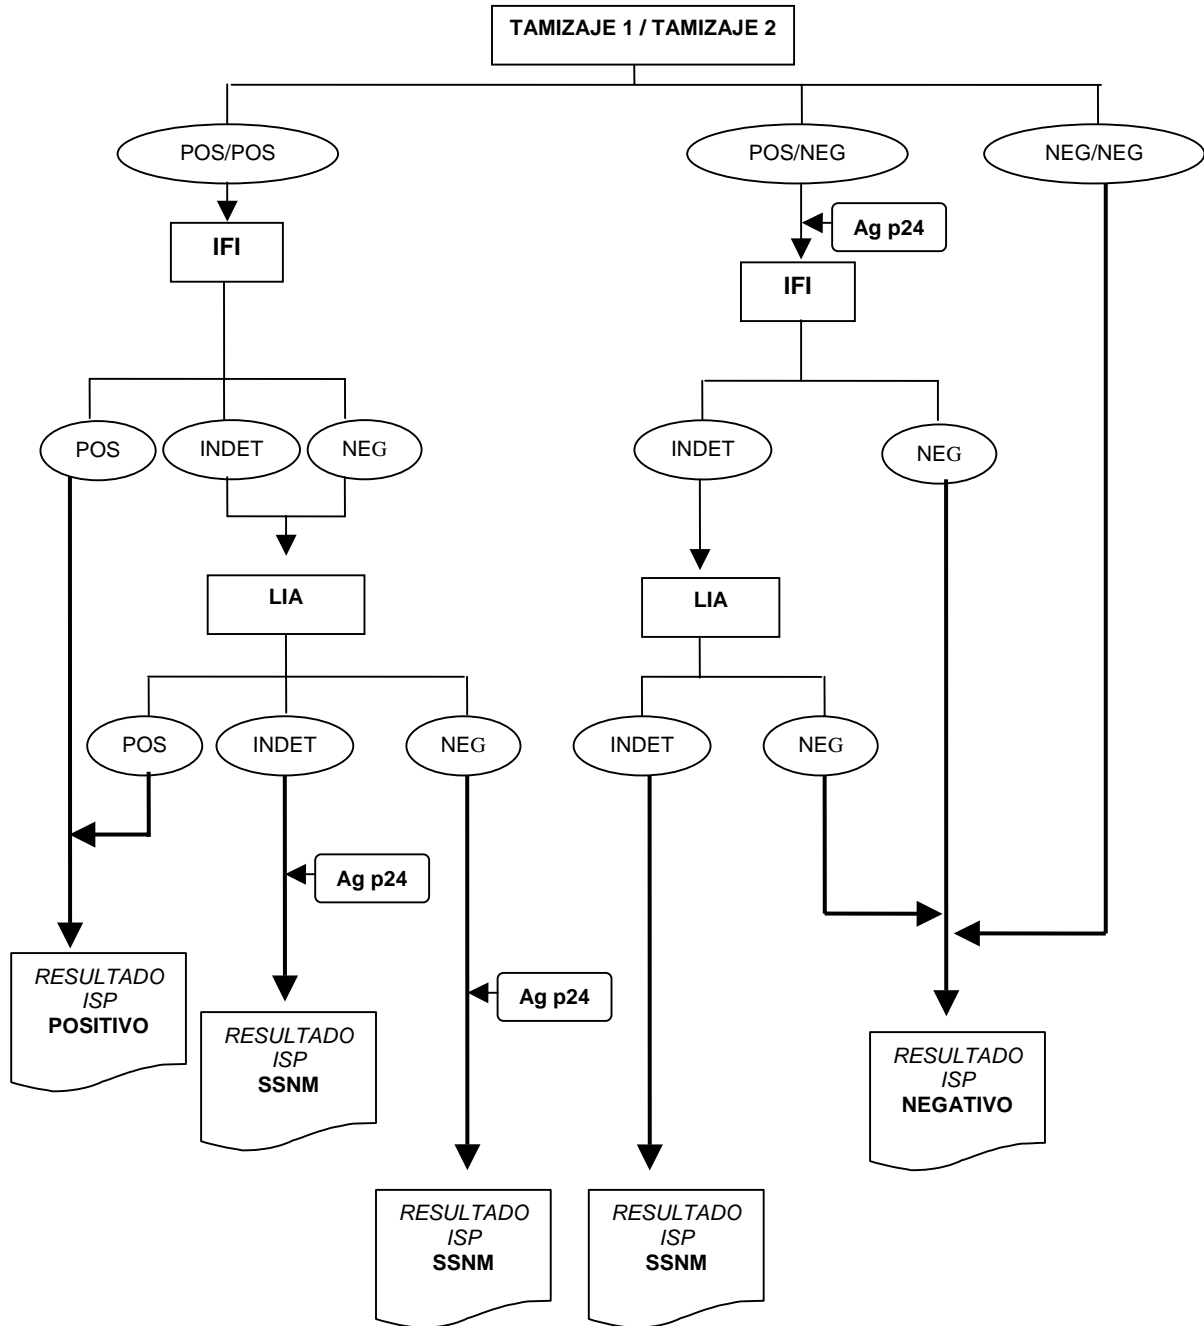 TAMIZAJE 1 / TAMIZAJE 2
POS/POS
POS/NEG
NEG/NEG
Ag p24
IFI
IFI
POS
INDET
NEG
INDET
NEG
LIA
LIA
POS
INDET
NEG
INDET
NEG
Ag p24
Ag p24
RESULTADO
ISP
POSITIVO
RESULTADO
ISP
SSNM
RESULTADO
ISP
NEGATIVO
RESULTADO
ISP
SSNM
RESULTADO
ISP
SSNM